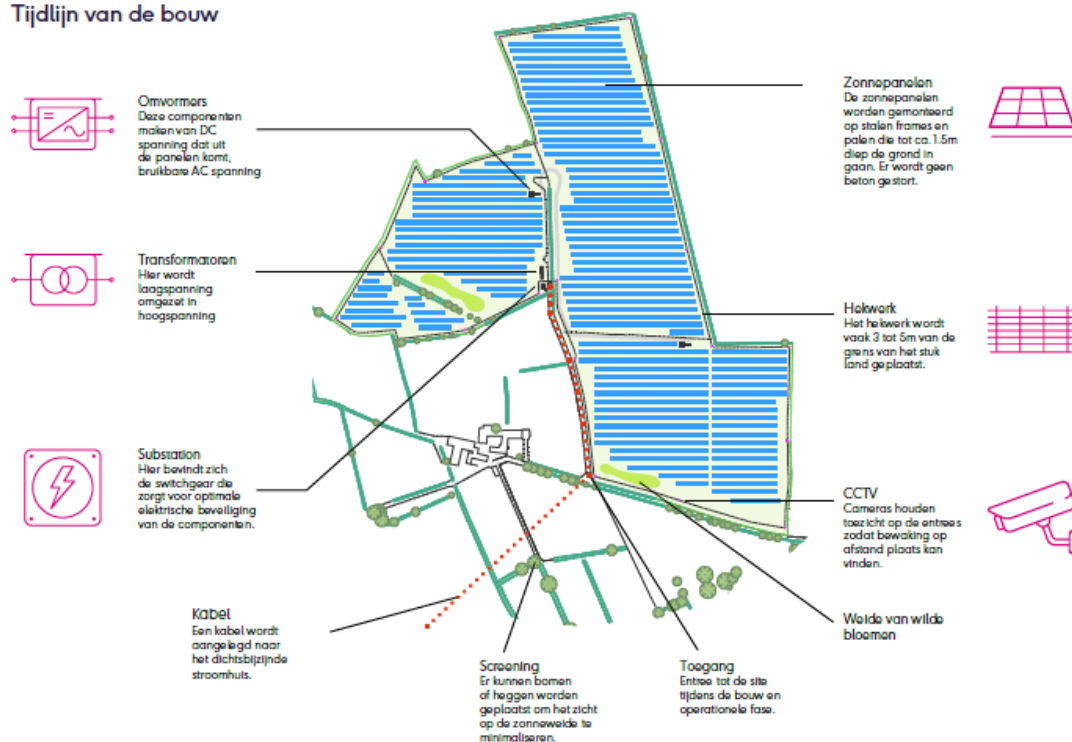 Tijdlijn van de bouw
Omvormers
Deze componenten
maken van DC
spanning dat uit
de panelen komt,
bruikbare AC spanning
Transformatoren
Hier wordt
laagspanning
omgezet in
hoogspanning
Substation
Hier bevindt zich
de switchgear die
zorgt voor optimale
elektrische beveiliging
van de componenten.
Kabel
Een kabel wordt
aangelegd naar
het dichtsbijzijnde
stroomhuis.
Screening
Er kunnen bomen
of heggen worden
geplaatst om het zicht
op de zonneweide te
minimaliseren.
Toegang
Entree tot de site
tijdens de bouw en
operationele fase.
Zonnepanelen
De zonnepanelen
worden gemonteerd
op stalen frames en
palen die tot ca. 1.5m
diep de grond in
gaan. Er wordt geen
beton gestort.
Hekwerk
Het hekwerk wordt
vaak 3 tot 5m van de
grens van het stuk
land geplaatst.
CCTV
Cameras houden
toezicht op de entrees
zodat bewaking op
afstand plaats kan
vinden.
Weide van wilde
bloemen